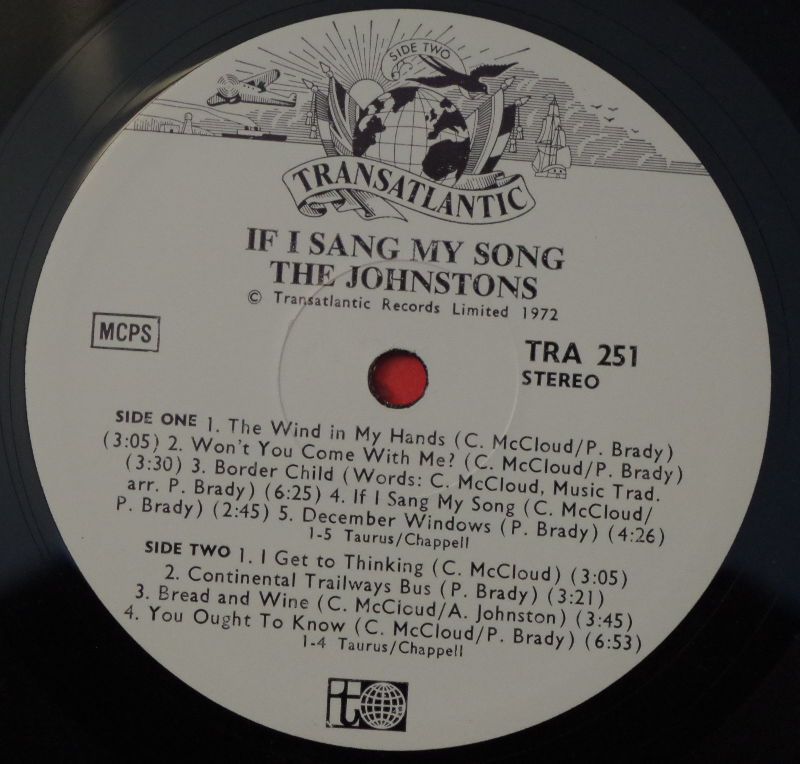 SIDE TWO
TRANSATLANTIC
IF I SANG MY SONG
THE JOHNSTONS
© Transatlantic Records Limited 1972
MCPS
TRA 251
STEREO
SIDE ONE 1. The Wind in My Hands (C. McCloud/P. Brady)
(3:05) 2. Won't You Come With Me? (C. McCloud/P. Brady)
(3:30) 3. Border Child (Words: C. McCloud, Music Trad.
arr. P. Brady) (6:25) 4. If I Sang My Song (C. McCloud/
P. Brady) (2:45) 5. December Windows (P. Brady) (4:26)
1-5 Taurus/Chappell
SIDE TWO 1. I Get to Thinking (C. McCloud) (3:05)
2. Continental Trailways Bus (P. Brady) (3:21)
3. Bread and Wine (C. McCioud/A. Johnston) (3:45)
4. You Ought To Know (C. McCloud/P. Brady) (6:53)
1-4 Taurus/Chappell
t